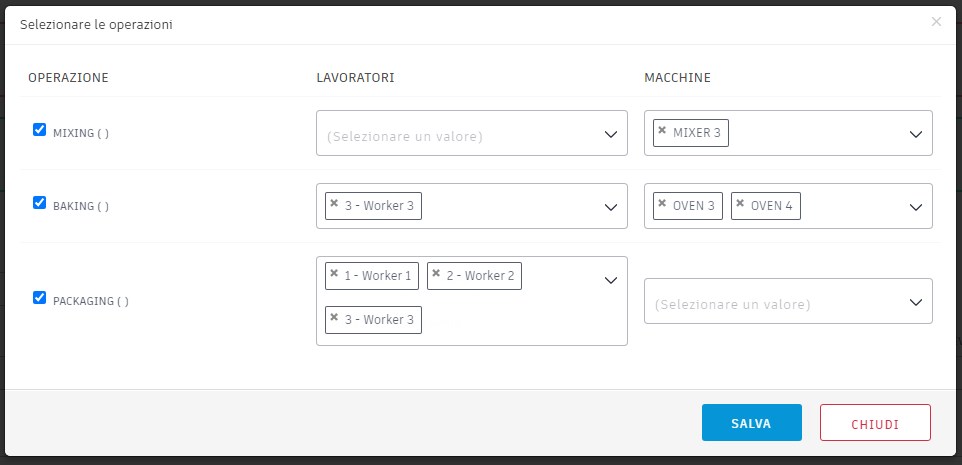 Selezionare le operazioni ×
OPERAZIONE LAVORATORI MACCHINE
MIXING ( ) (Selezionare un valore) × MIXER 3
BAKING ( ) × 3 - Worker 3 × OVEN 3 × OVEN 4
× 1 - Worker 1 × 2 - Worker 2
PACKAGING ( ) (Selezionare un valore)
× 3 - Worker 3
SALVA CHIUDI